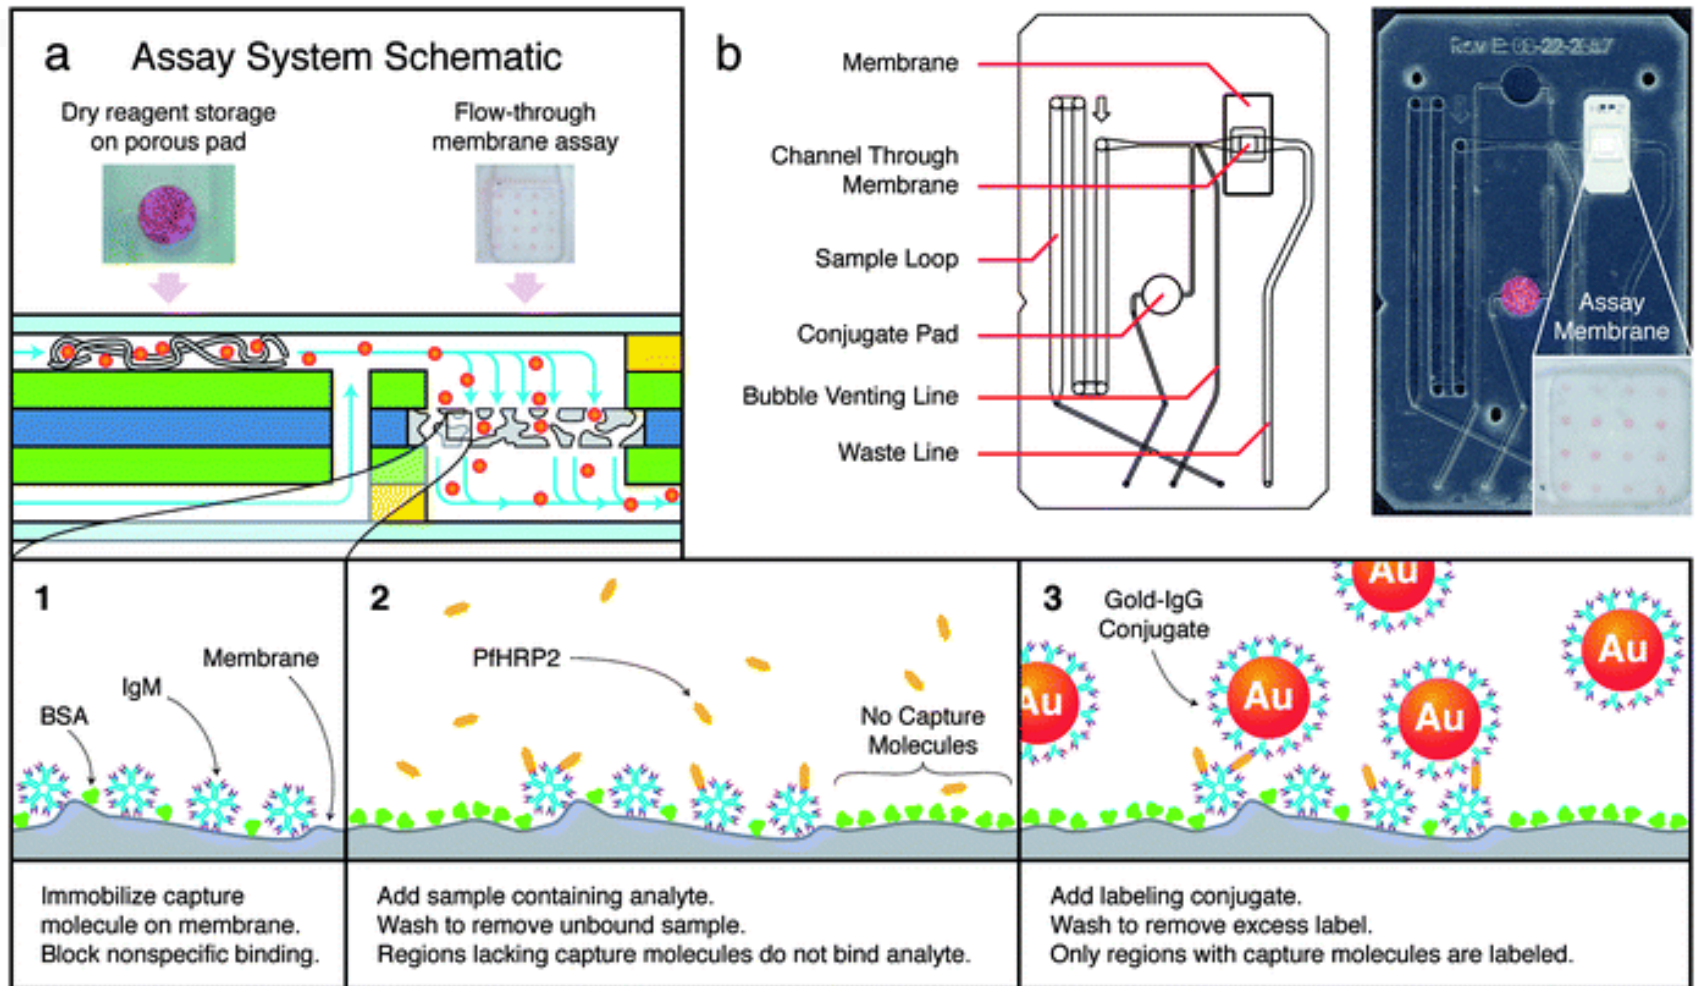 a
Assay System Schematic
Dry reagent storage
on porous pad
Flow-through
membrane assay
b
Membrane
Channel Through
Membrane
Sample Loop
Conjugate Pad
Bubble Venting Line
Waste Line
Assay
Membrane
1
BSA
IgM
Membrane
Immobilize capture
molecule on membrane.
Block nonspecific binding.
2
PfHRP2
No Capture
Molecules
Add sample containing analyte.
Wash to remove unbound sample.
Regions lacking capture molecules do not bind analyte.
3
Gold-IgG
Conjugate
Au
Au
Au
Au
Au
Add labeling conjugate.
Wash to remove excess label.
Only regions with capture molecules are labeled.